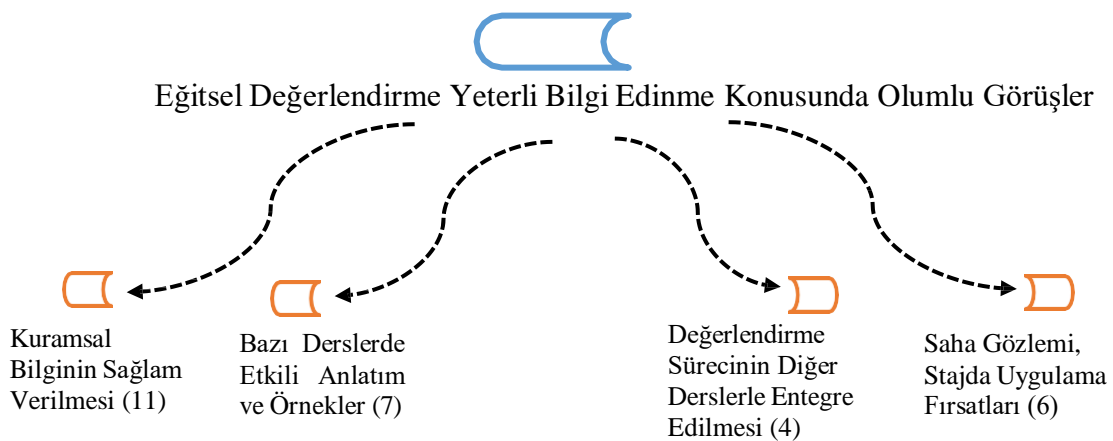 Eğitsel Değerlendirme Yeterli Bilgi Edinme Konusunda Olumlu Görüşler
Kuramsal
Bilginin Sağlam
Verilmesi (11)
Bazı Derslerde
Etkili Anlatım
ve Örnekler (7)
Değerlendirme
Sürecinin Diğer
Derslerle Entegre
Edilmesi (4)
Saha Gözlemi,
Stajda Uygulama
Fırsatları (6)